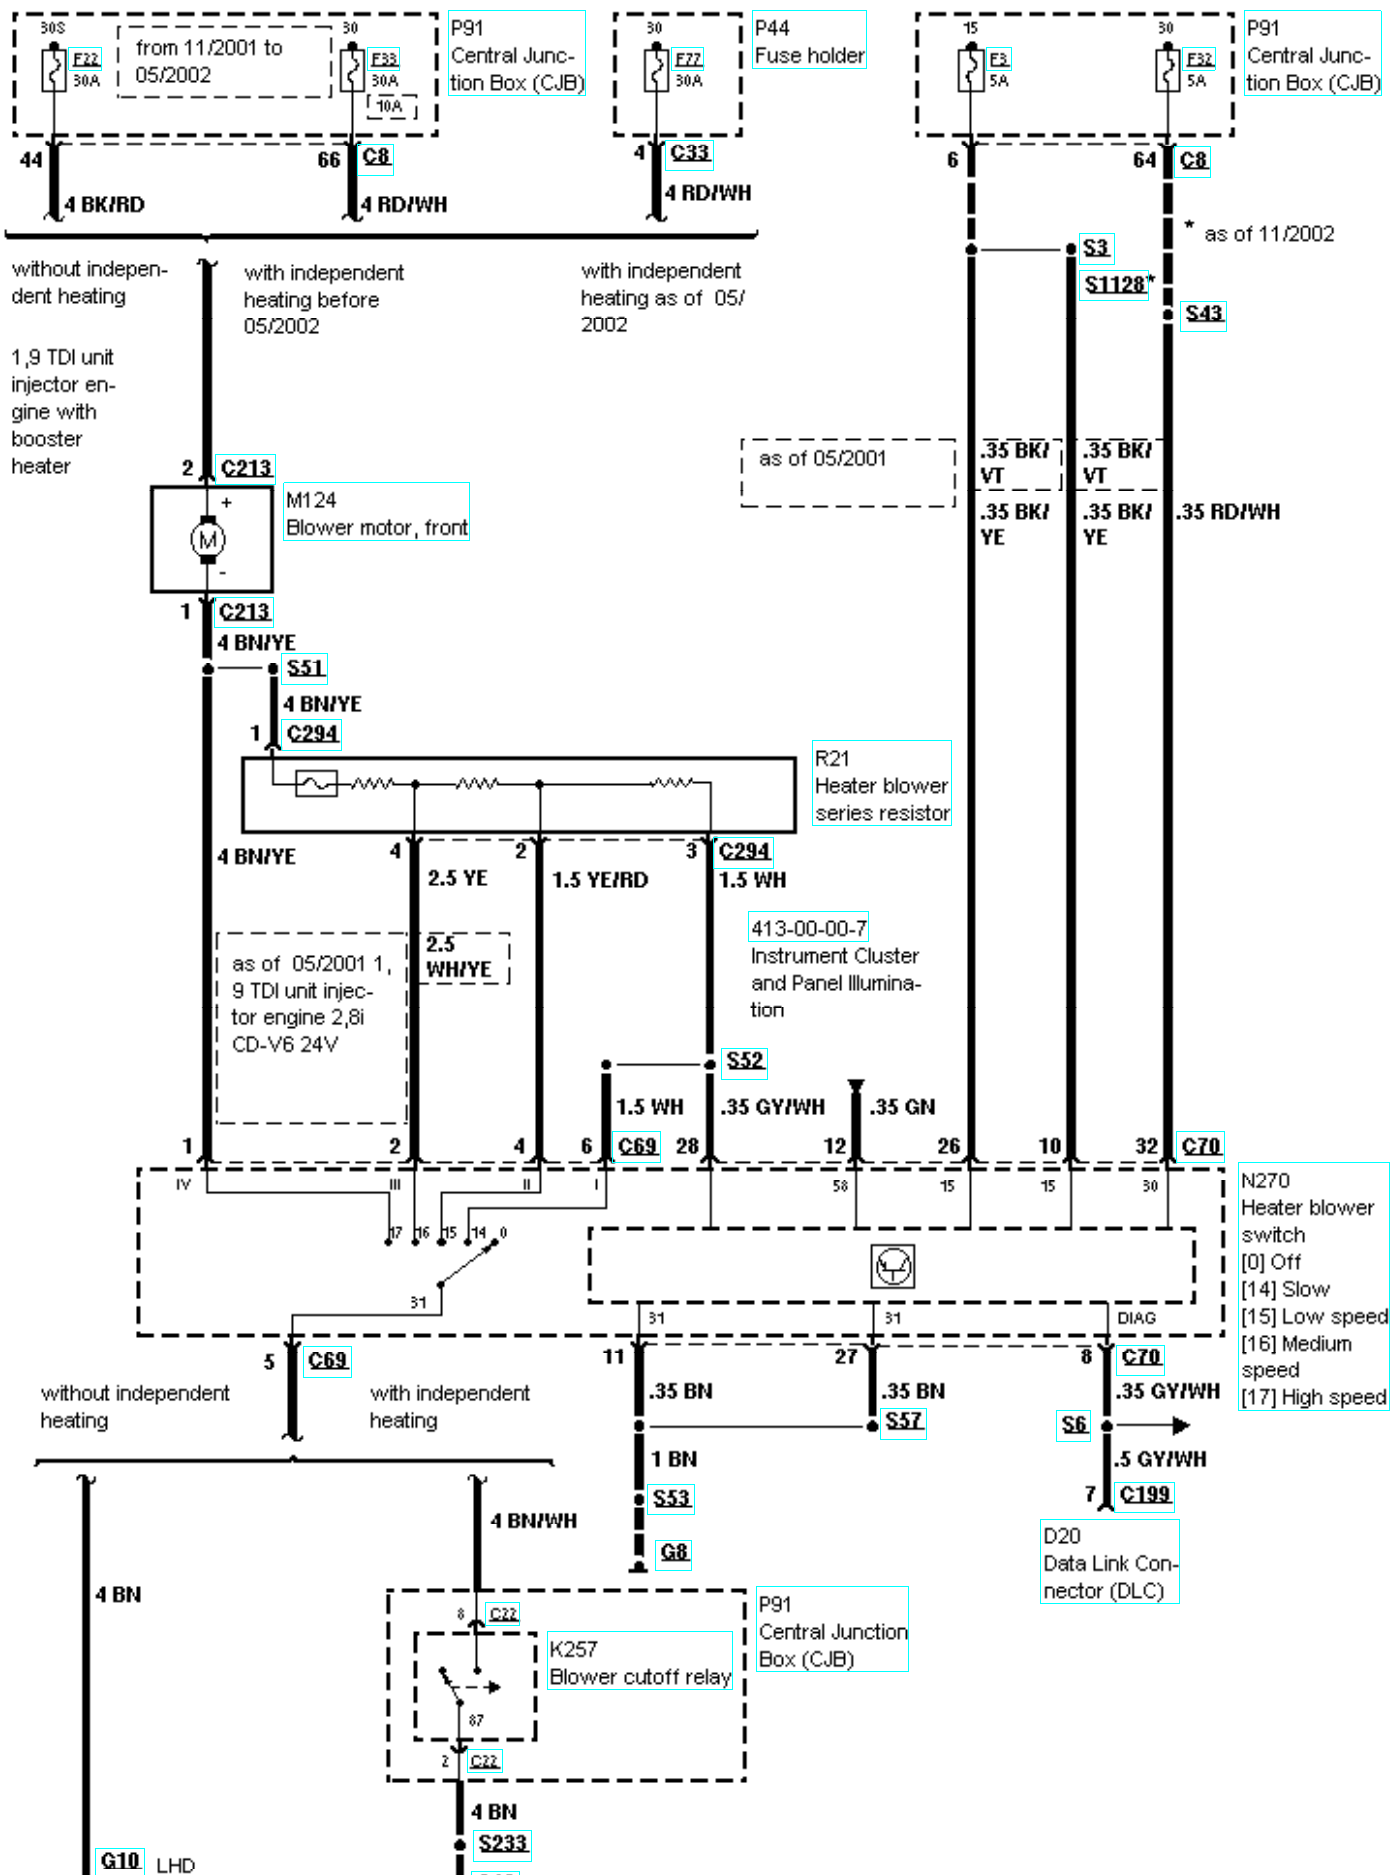 30S
F22
30A
from 11/2001 to
05/2002
30
F33
30A
10A
P91
Central Junc-
tion Box (CJB)
30
F77
30A
P44
Fuse holder
15
F3
5A
30
F32
5A
P91
Central Junc-
tion Box (CJB)
44
66
C8
4
C33
6
64
C8
4 BK/RD
4 RD/WH
4 RD/WH
* as of 11/2002
without indepen-
dent heating
with independent
heating before
05/2002
with independent
heating as of 05/
2002
S3
S1128*
S43
1,9 TDI unit
injector en-
gine with
booster
heater
as of 05/2001
.35 BK/
VT
.35 BK/
VT
.35 BK/
YE
.35 BK/
YE
.35 RD/WH
2
C213
+
M
-
M124
Blower motor, front
1
C213
4 BN/YE
S51
4 BN/YE
1
C294
R21
Heater blower
series resistor
4 BN/YE
4
2
3
C294
2.5 YE
1.5 YE/RD
1.5 WH
as of 05/2001 1,
9 TDI unit injec-
tor engine 2,8i
CD-V6 24V
2.5
WH/YE
413-00-00-7
Instrument Cluster
and Panel Illumina-
tion
S52
1.5 WH
.35 GY/WH
.35 GN
1
2
4
6
C69
28
12
26
10
32
C70
IV
III
II
I
58
15
15
30
17
16
15
14
0
31
31
31
DIAG
N270
Heater blower
switch
[0] Off
[14] Slow
[15] Low speed
[16] Medium
speed
[17] High speed
5
C69
11
27
8
C70
without independent
heating
with independent
heating
.35 BN
.35 BN
.35 GY/WH
S57
S6
1 BN
.5 GY/WH
S53
7
C199
4 BN/WH
G8
D20
Data Link Con-
nector (DLC)
4 BN
8
C22
P91
Central Junction
Box (CJB)
K257
Blower cutoff relay
87
2
C22
4 BN
S233
G10
LHD